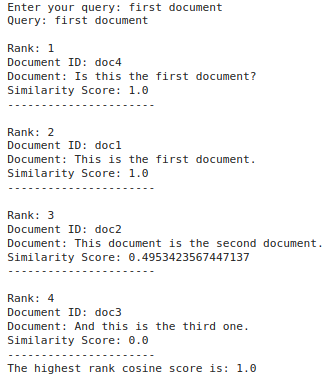 Enter your query: first document
Query: first document
Rank: 1
Document ID: doc4
Document: Is this the first document?
Similarity Score: 1.0
----------------------
Rank: 2
Document ID: doc1
Document: This is the first document.
Similarity Score: 1.0
----------------------
Rank: 3
Document ID: doc2
Document: This document is the second document.
Similarity Score: 0.4953423567447137
----------------------
Rank: 4
Document ID: doc3
Document: And this is the third one.
Similarity Score: 0.0
----------------------
The highest rank cosine score is: 1.0